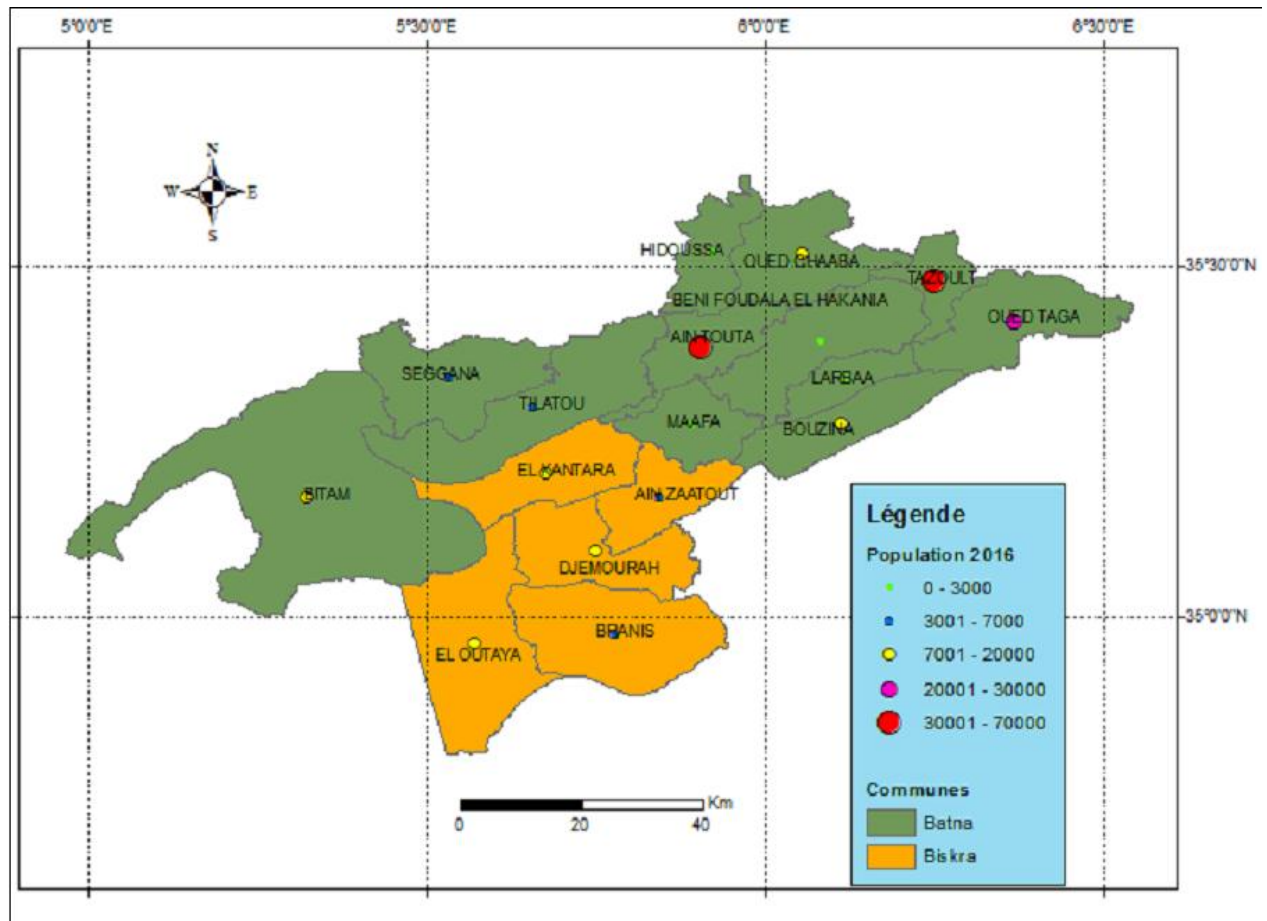 5°0'0"E
5°30'0"E
6°0'0"E
6°30'0"E
N
W
E
S
HIDOUSSA
OUED CHAABA
35°30'0"N
TAZOULT
BENI FOUDALA EL HAKANIA
OUED TAGA
AIN TOUTA
SEGGANA
LARBAA
TILATOU
MAAFA
BOUZINA
EL KANTARA
BITAM
AIN ZAATOUT
DJEMOURAH
35°0'0"N
BRANIS
EL OUTAYA
Légende
Population 2016
0 - 3000
3001 - 7000
7001 - 20000
20001 - 30000
30001 - 70000
Communes
Batna
Biskra
Km
0
20
40